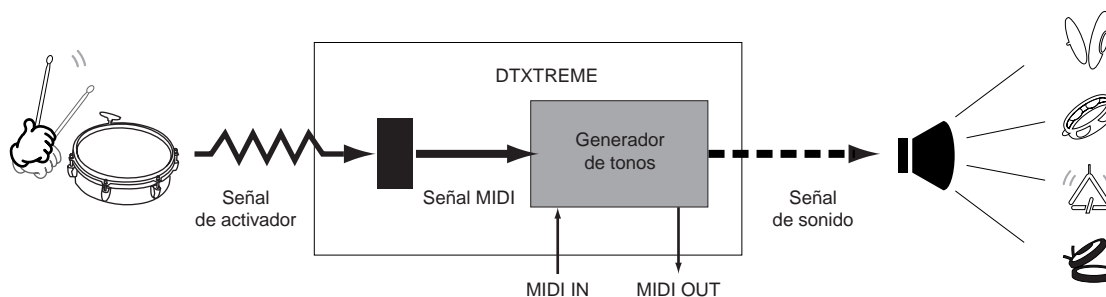 DTXTREME
Generador
de tonos
Señal
de activador
Señal MIDI
Señal
de sonido
MIDI IN
MIDI OUT